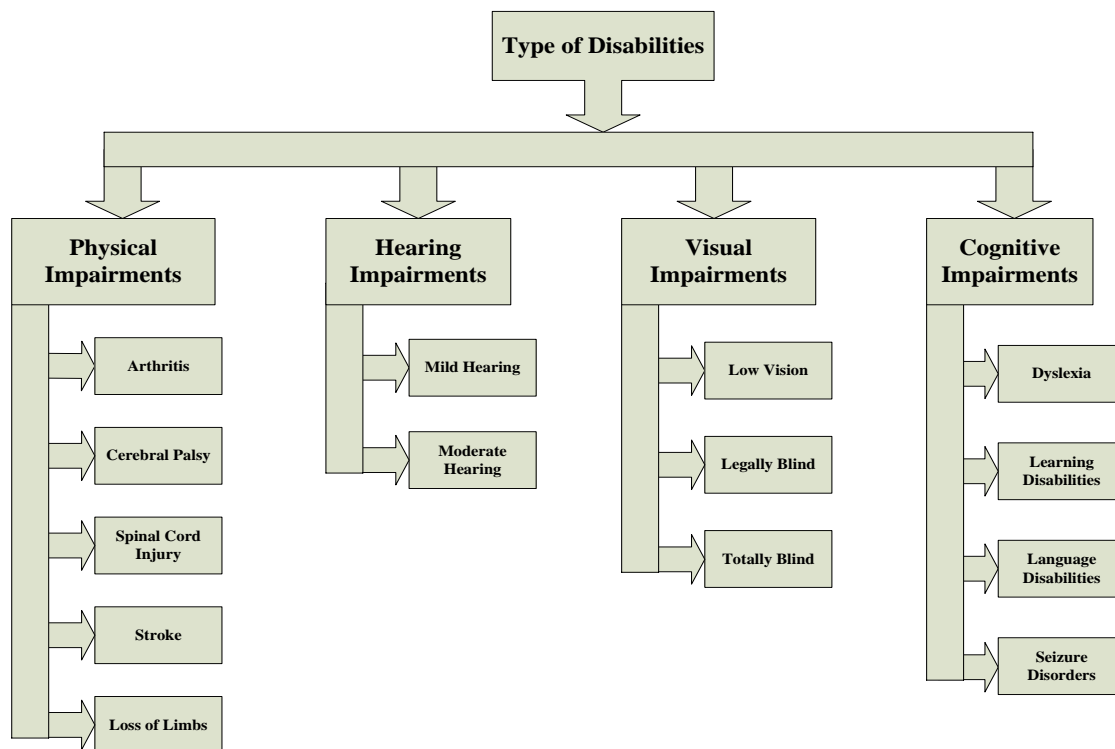 Type of Disabilities
Physical
Impairments
Arthritis
Cerebral Palsy
Spinal Cord
Injury
Stroke
Loss of Limbs
Hearing
Impairments
Mild Hearing
Moderate
Hearing
Visual
Impairments
Low Vision
Legally Blind
Totally Blind
Cognitive
Impairments
Dyslexia
Learning
Disabilities
Language
Disabilities
Seizure
Disorders